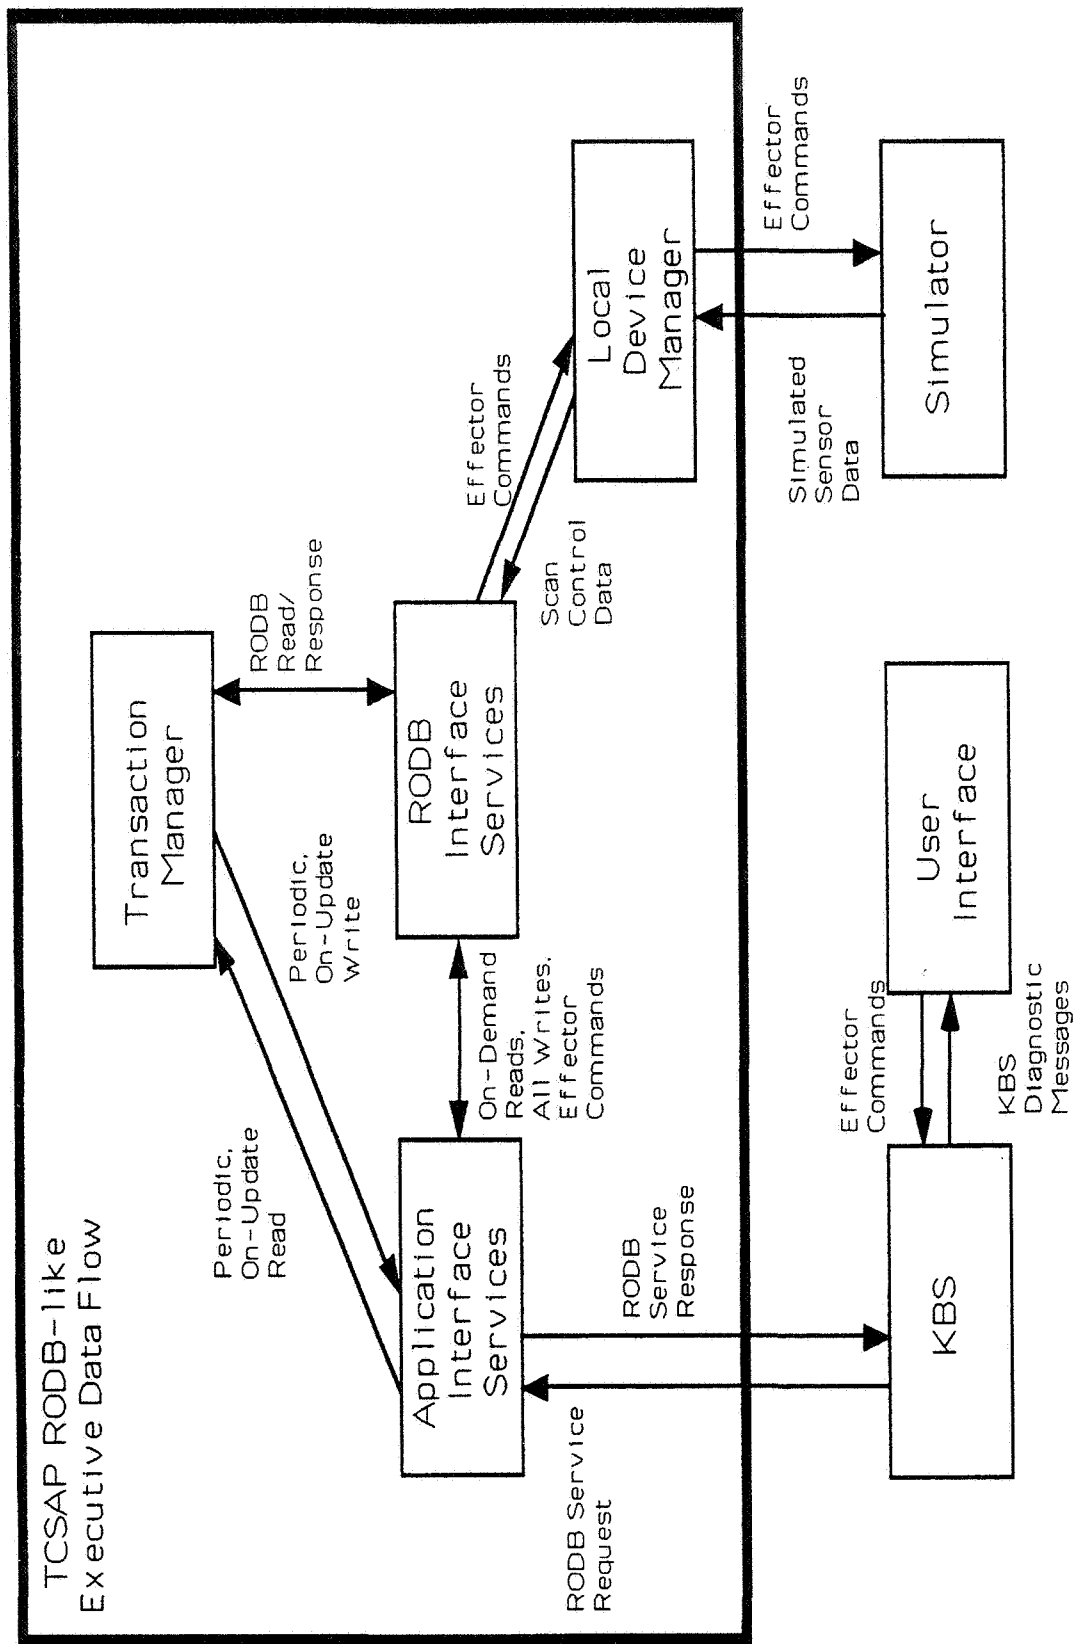 TCSAP RODB-like
Executive Data Flow
Transaction
Manager
Periodic,
On-Update
Read
Periodic,
On-Update
Write
RODB
Read/
Response
Application
Interface
Services
On-Demand
Reads,
All Writes,
Effector
Commands
RODB
Interface
Services
Effector
Commands
Scan
Control
Data
Local
Device
Manager
RODB Service
Request
RODB
Service
Response
Simulated
Sensor
Data
Effector
Commands
KBS
Effector
Commands
KBS
Diagnostic
Messages
User
Interface
Simulator